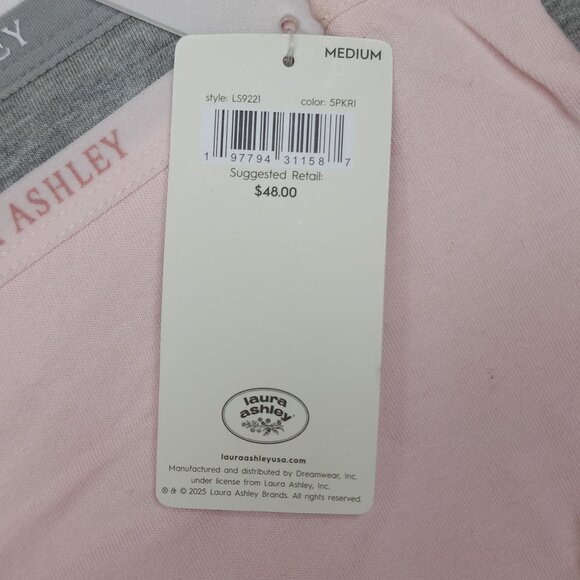 EY
ASHLEY
MEDIUM
style: LS9221 color: 5PKRI
1 97794 31158 7
Suggested Retail:
$48.00
laura
ashley
lauraashleyusa.com
Manufactured and distributed by Dreamwear, Inc.
under license from Laura Ashley, Inc.
® & © 2025 Laura Ashley Brands. All rights reserved.